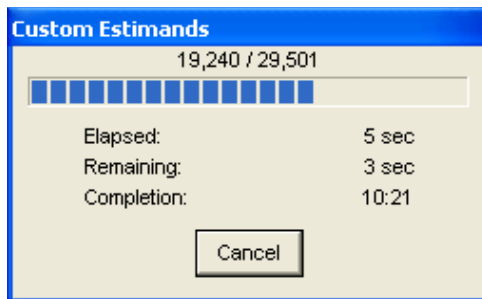 Custom Estimands
19,240 / 29,501
Elapsed: 5 sec
Remaining: 3 sec
Completion: 10:21
Cancel